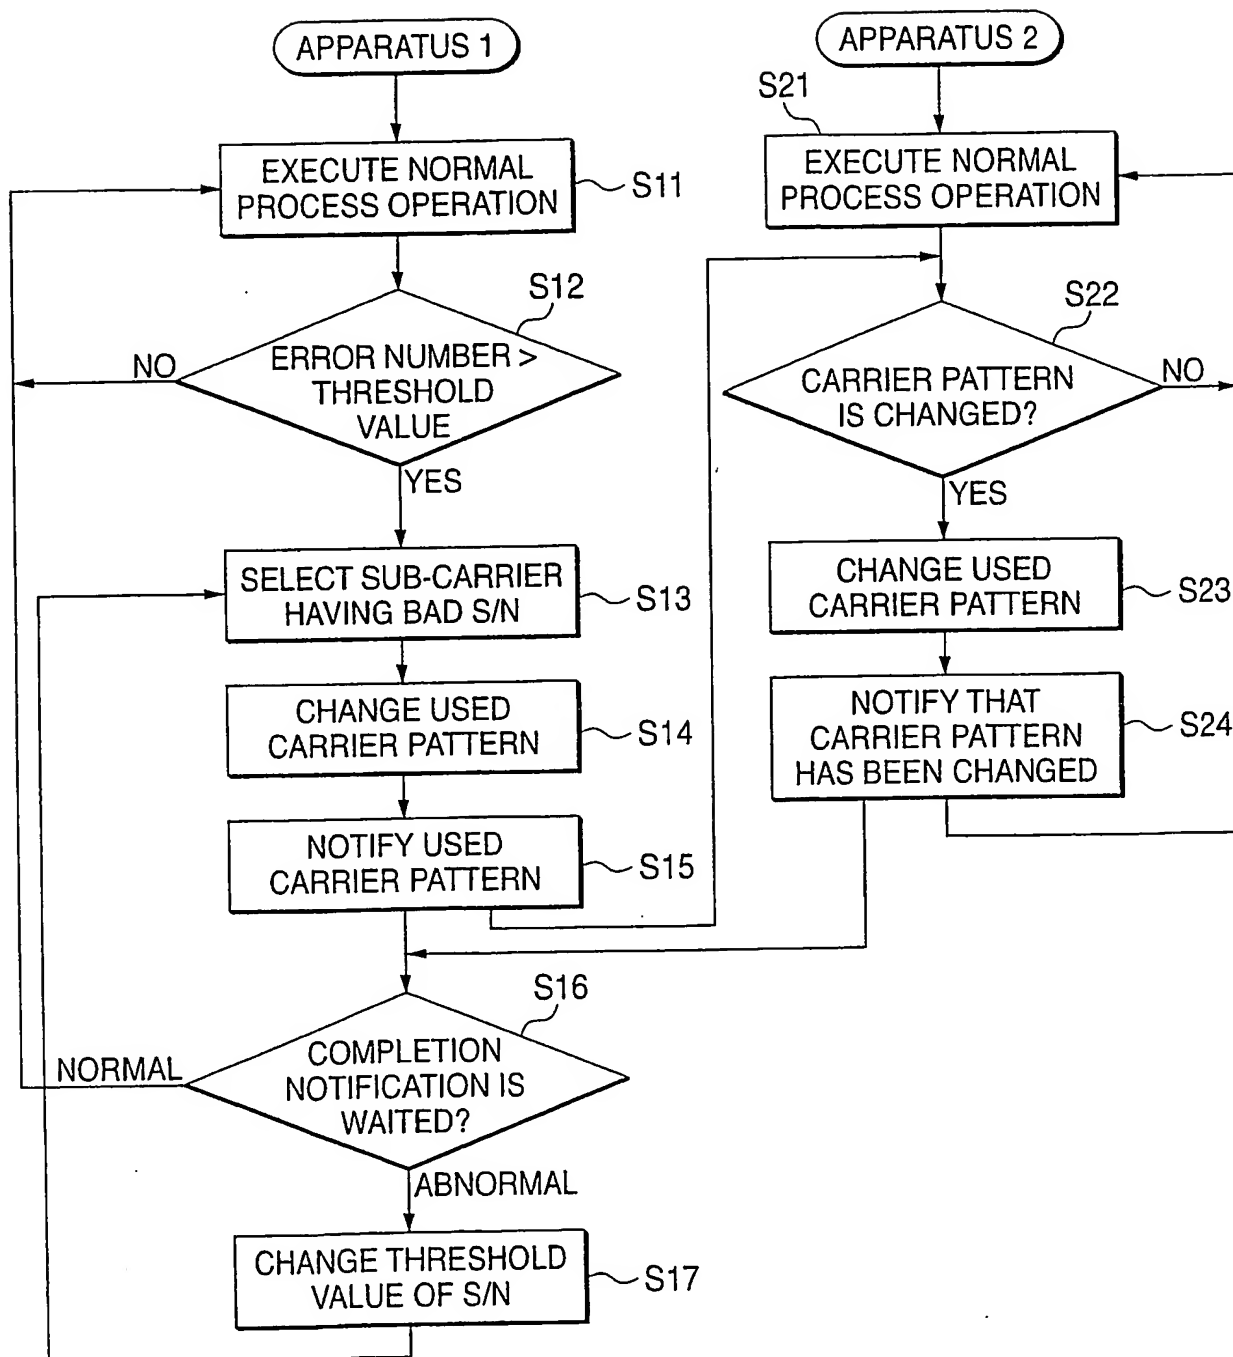 APPARATUS 1
EXECUTE NORMAL
PROCESS OPERATION
S11
S12
ERROR NUMBER >
THRESHOLD
VALUE
NO
YES
SELECT SUB-CARRIER
HAVING BAD S/N
S13
CHANGE USED
CARRIER PATTERN
S14
NOTIFY USED
CARRIER PATTERN
S15
S16
COMPLETION
NOTIFICATION IS
WAITED?
NORMAL
ABNORMAL
CHANGE THRESHOLD
VALUE OF S/N
S17
APPARATUS 2
S21
EXECUTE NORMAL
PROCESS OPERATION
S22
CARRIER PATTERN
IS CHANGED?
NO
YES
CHANGE USED
CARRIER PATTERN
S23
NOTIFY THAT
CARRIER PATTERN
HAS BEEN CHANGED
S24